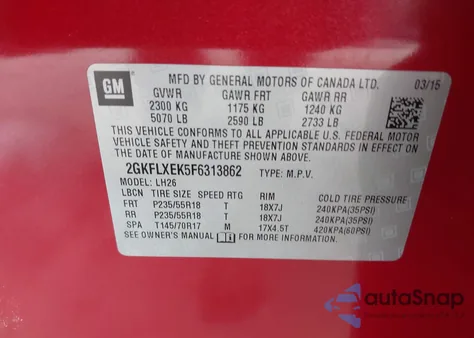 GM
MFD BY GENERAL MOTORS OF CANADA LTD. 03/15
GVWR GAWR FRT GAWR RR
2300 KG 1175 KG 1240 KG
5070 LB 2590 LB 2733 LB
THIS VEHICLE CONFORMS TO ALL APPLICABLE U.S. FEDERAL MOTOR
VEHICLE SAFETY AND THEFT PREVENTION STANDARDS IN EFFECT ON
THE DATE OF MANUFACTURE SHOWN ABOVE.
2GKFLXEK5F6313862 TYPE: M.P.V.
MODEL: LH26
LBCN TIRE SIZE SPEED RTG RIM COLD TIRE PRESSURE
FRT P235/55R18 T 18X7J 240KPA(35PSI)
RR P235/55R18 T 18X7J 240KPA(35PSI)
SPA T145/70R17 M 17X4.5T 420KPA(60PSI)
SEE OWNER'S MANUAL FOR MORE INFORMATION.
autoSnap